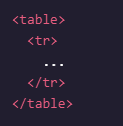 <table>
<tr>
...
</tr>
</table>